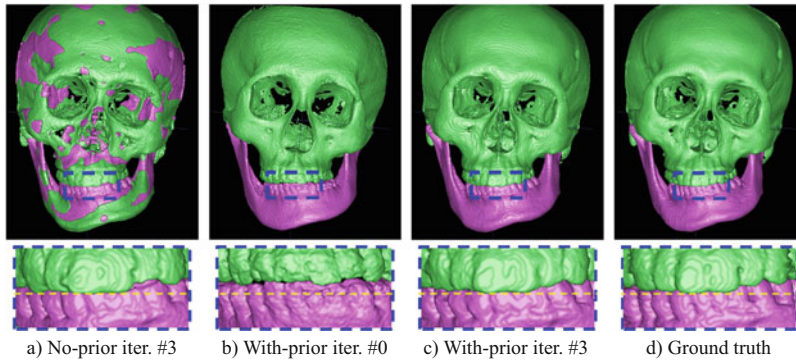 a) No-prior iter. #3 b) With-prior iter. #0 c) With-prior iter. #3 d) Ground truth